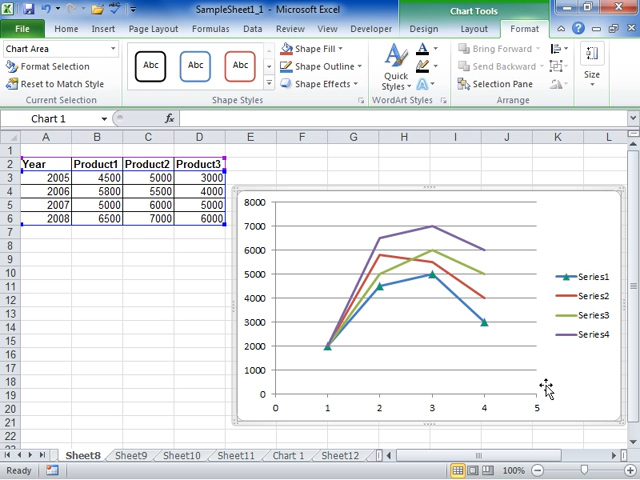 SampleSheet1_1 - Microsoft Excel
Chart Tools
File Home Insert Page Layout Formulas Data Review View Developer Design Layout Format
Chart Area
Format Selection
Reset to Match Style
Current Selection
Abc Abc Abc
Shape Fill
Shape Outline
Shape Effects
Shape Styles
Quick Styles
WordArt Styles
Bring Forward
Send Backward
Selection Pane
Arrange
Size
Chart 1 fx
A B C D E F G H I J K L
1
2 Year Product1 Product2 Product3
3 2005 4500 5000 3000
4 2006 5800 5500 4000
5 2007 5000 6000 5000
6 2008 6500 7000 6000
7
8
9
10
11
12
13
14
15
16
17
18
19
20
21
22
23
8000
7000
6000
5000
4000
3000
2000
1000
0
0 1 2 3 4 5
Series1
Series2
Series3
Series4
Sheet8 Sheet9 Sheet10 Sheet11 Chart 1 Sheet12
Ready 100%